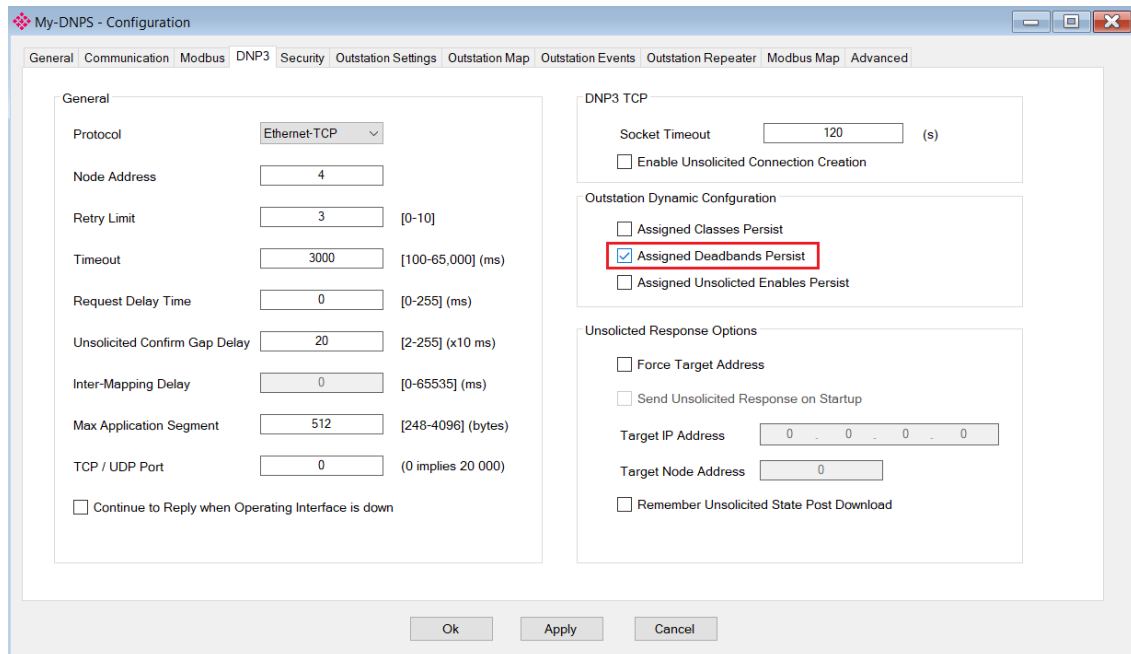 My-DNPS - Configuration
General Communication Modbus DNP3 Security Outstation Settings Outstation Map Outstation Events Outstation Repeater Modbus Map Advanced
General
Protocol Ethernet-TCP
Node Address 4
Retry Limit 3 [0-10]
Timeout 3000 [100-65,000] (ms)
Request Delay Time 0 [0-255] (ms)
Unsolicited Confirm Gap Delay 20 [2-255] (x10 ms)
Inter-Mapping Delay 0 [0-65535] (ms)
Max Application Segment 512 [248-4096] (bytes)
TCP / UDP Port 0 (0 implies 20 000)
Continue to Reply when Operating Interface is down
DNP3 TCP
Socket Timeout 120 (s)
Enable Unsolicited Connection Creation
Outstation Dynamic Confguration
Assigned Classes Persist
Assigned Deadbands Persist
Assigned Unsolicted Enables Persist
Unsolicted Response Options
Force Target Address
Send Unsolicited Response on Startup
Target IP Address 0 . 0 . 0 . 0
Target Node Address 0
Remember Unsolicited State Post Download
Ok Apply Cancel